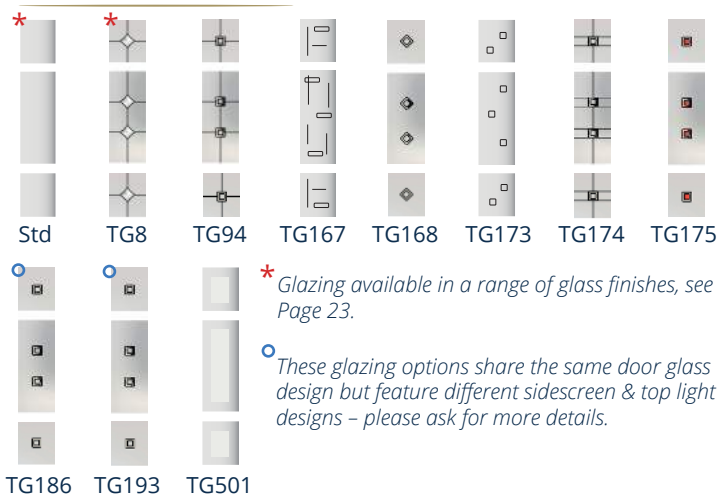 * *
Std TG8 TG94 TG167 TG168 TG173 TG174 TG175
* Glazing available in a range of glass finishes, see
Page 23.
These glazing options share the same door glass
design but feature different sidescreen & top light
designs – please ask for more details.
TG186 TG193 TG501